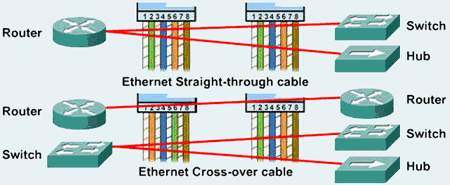 12345678 12345678
Router
Switch
Hub
Ethernet Straight-through cable
12345678 12345678
Router
Router
Switch
Switch
Hub
Ethernet Cross-over cable